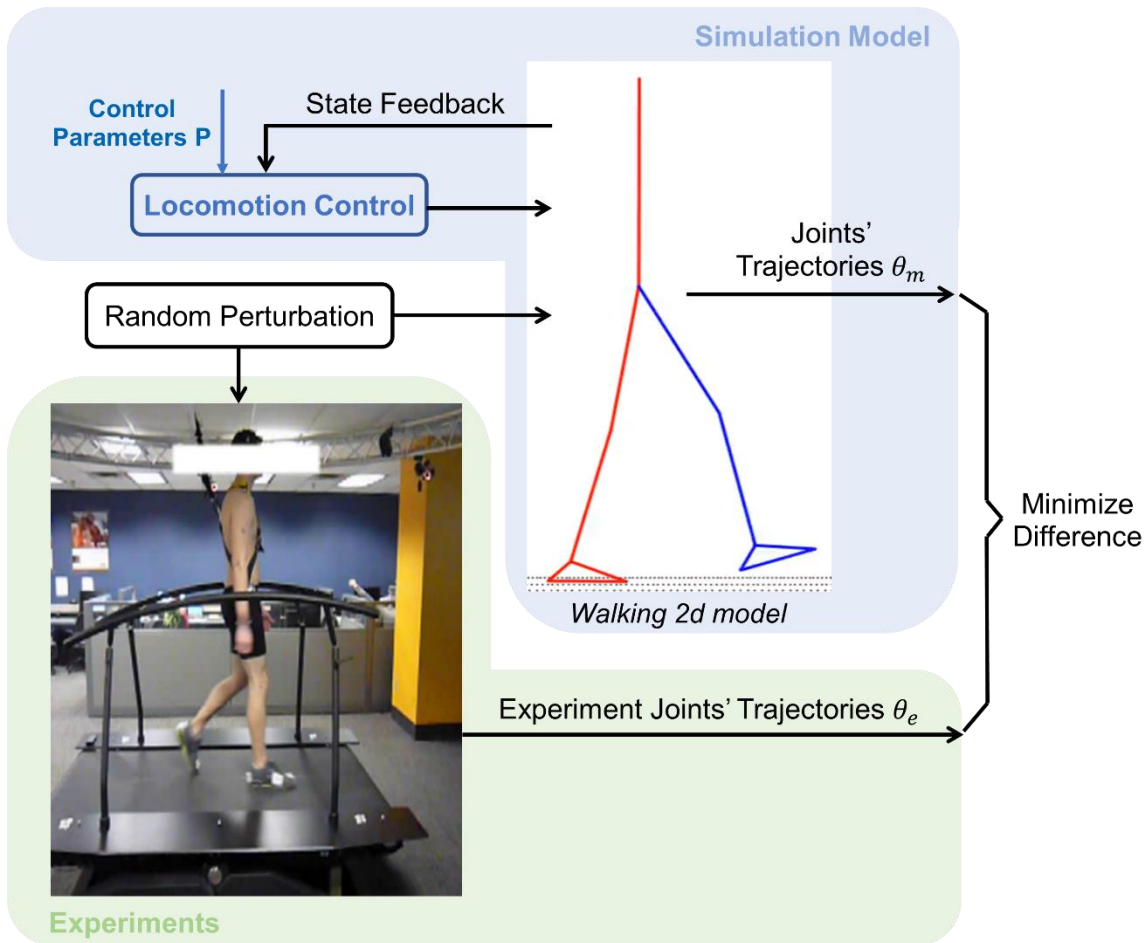 Simulation Model
Control
Parameters P
State Feedback
Locomotion Control
Joints'
Trajectories θₘ
Random Perturbation
Minimize
Difference
Walking 2d model
Experiment Joints' Trajectories θₑ
Experiments